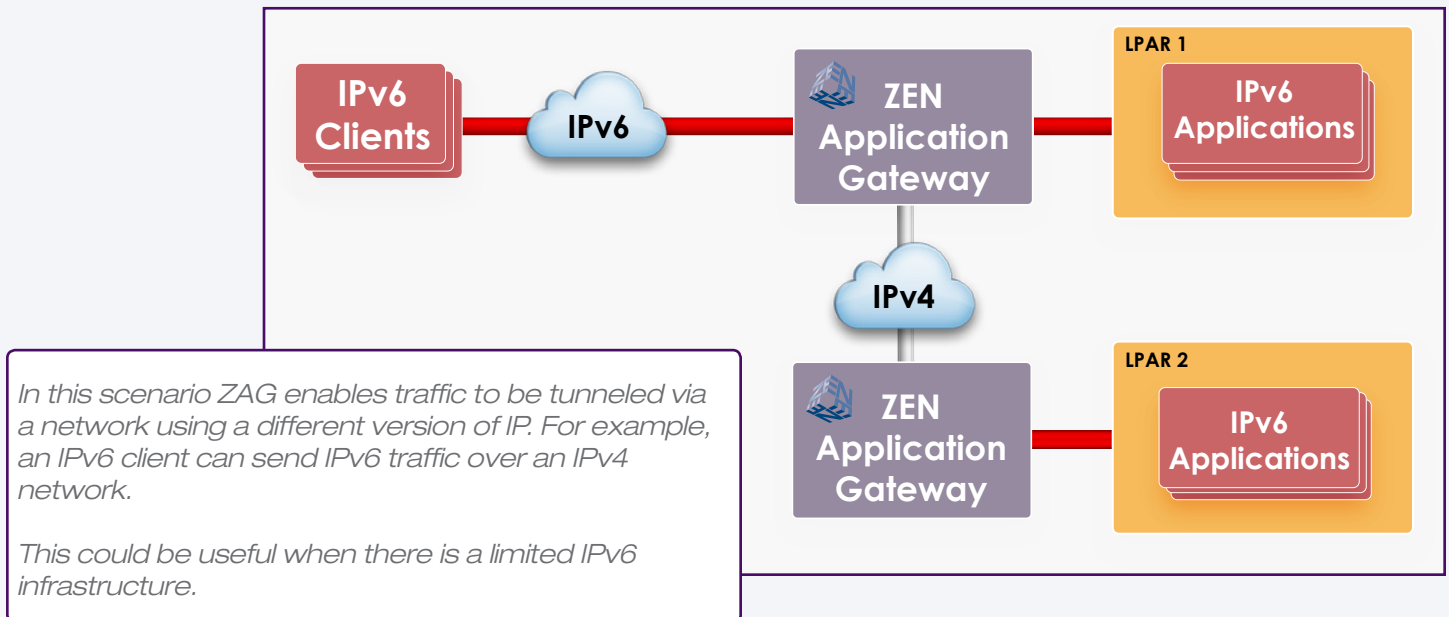 IPv6
Clients
IPv6
ZEN
Application
Gateway
LPAR 1
IPv6
Applications
IPv4
ZEN
Application
Gateway
LPAR 2
IPv6
Applications
In this scenario ZAG enables traffic to be tunneled via
a network using a different version of IP. For example,
an IPv6 client can send IPv6 traffic over an IPv4
network.
This could be useful when there is a limited IPv6
infrastructure.